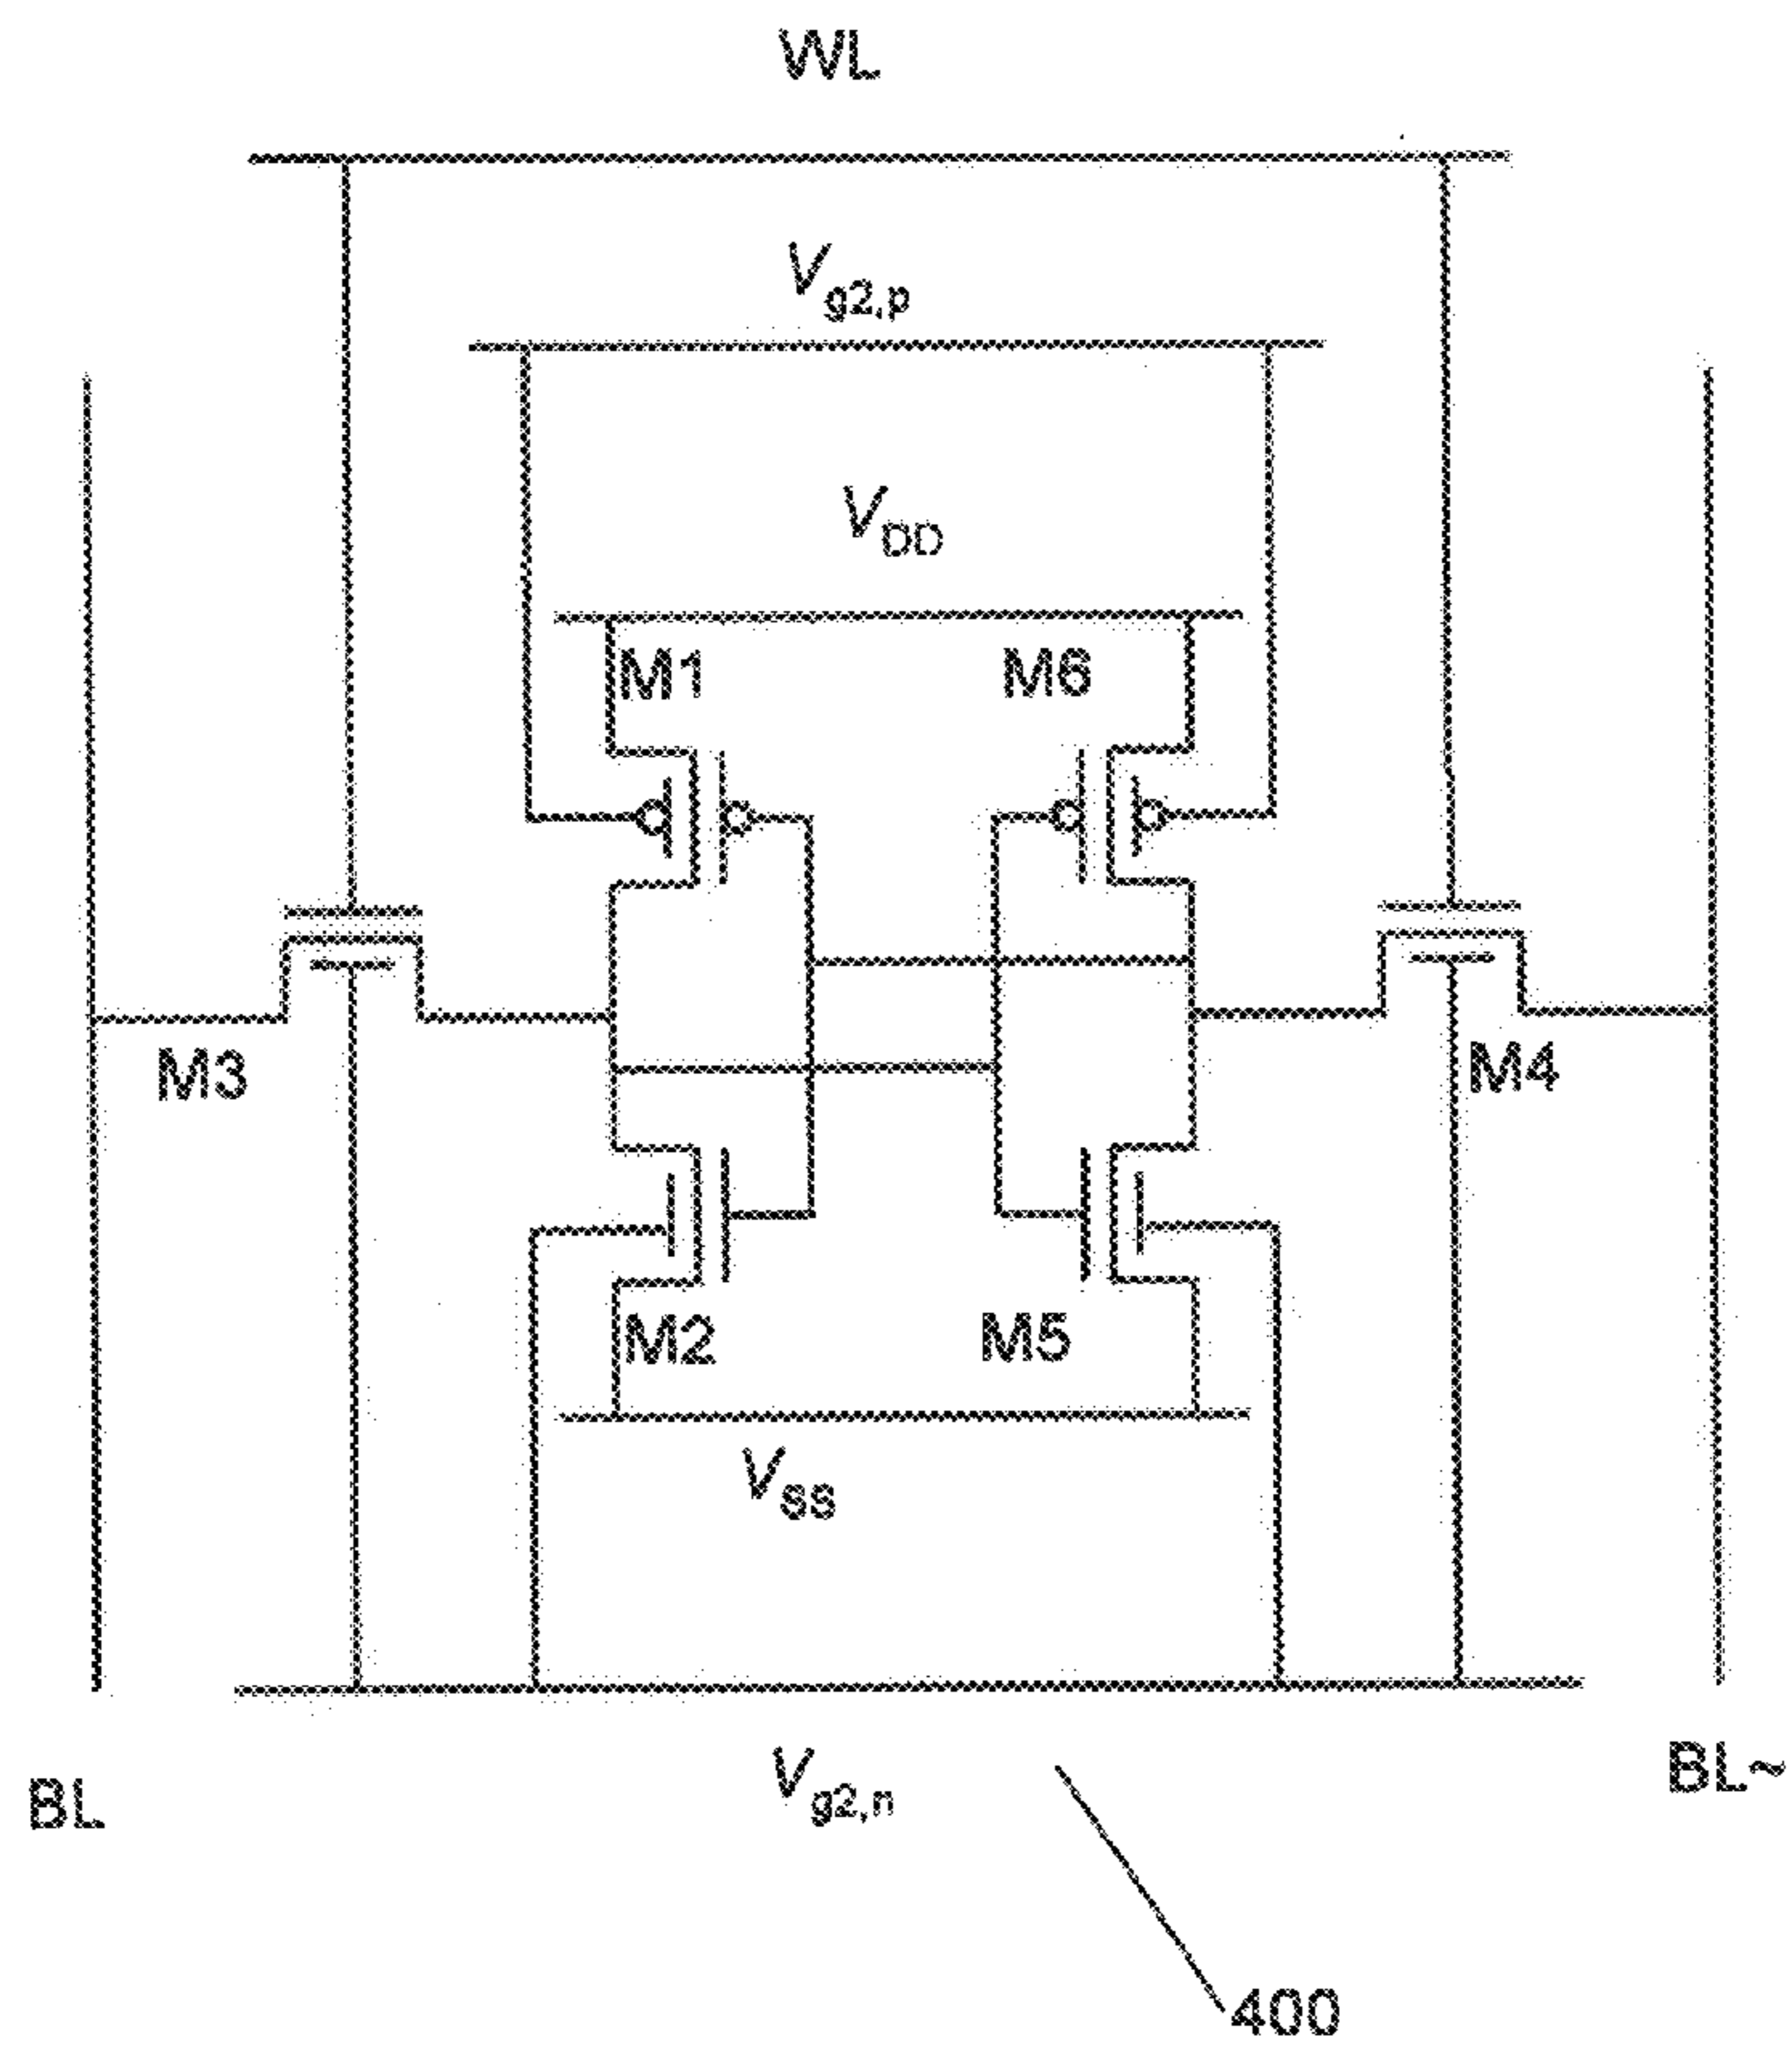 WL
Vg2,p
VDD
M1 M6
M3 M4
M2 M5
VSS
BL Vg2,n BL~
400